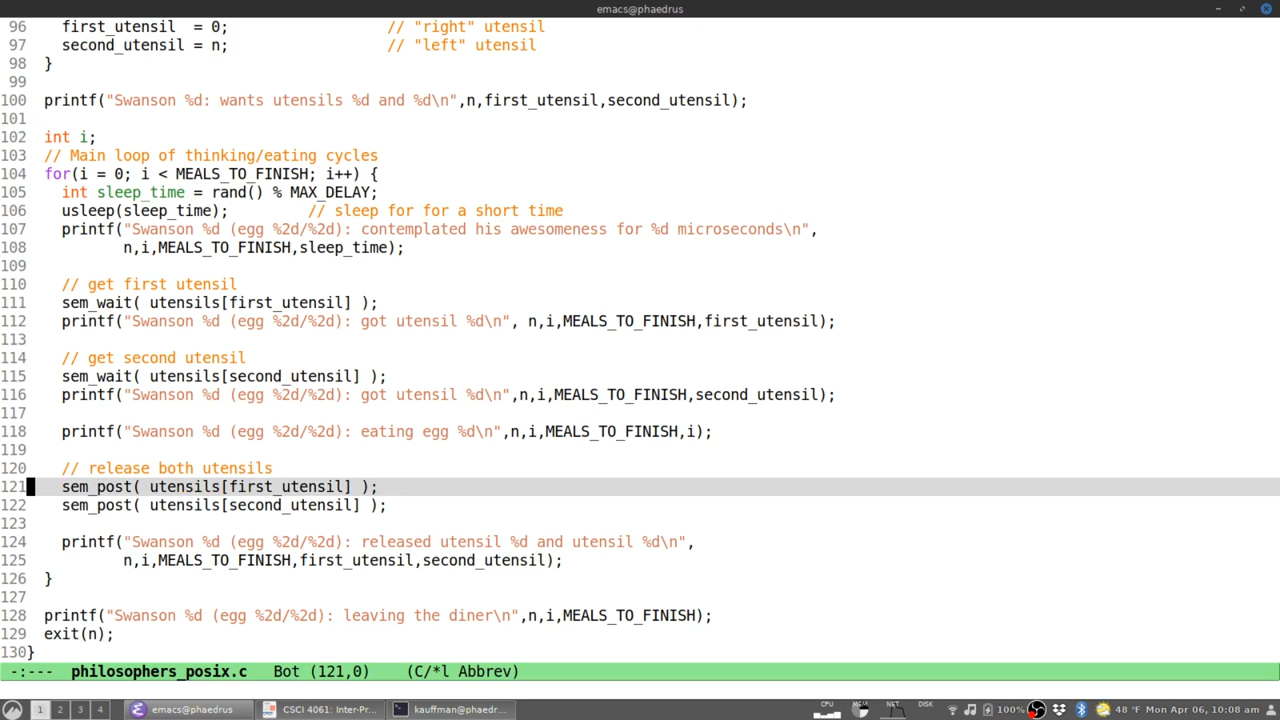 emacs@phaedrus
96    first_utensil  = 0;                  // "right" utensil
97    second_utensil = n;                  // "left" utensil
98  }
99
100  printf("Swanson %d: wants utensils %d and %d\n",n,first_utensil,second_utensil);
101
102  int i;
103  // Main loop of thinking/eating cycles
104  for(i = 0; i < MEALS_TO_FINISH; i++) {
105    int sleep_time = rand() % MAX_DELAY;
106    usleep(sleep_time);         // sleep for for a short time
107    printf("Swanson %d (egg %2d/%2d): contemplated his awesomeness for %d microseconds\n",
108           n,i,MEALS_TO_FINISH,sleep_time);
109
110    // get first utensil
111    sem_wait( utensils[first_utensil] );
112    printf("Swanson %d (egg %2d/%2d): got utensil %d\n", n,i,MEALS_TO_FINISH,first_utensil);
113
114    // get second utensil
115    sem_wait( utensils[second_utensil] );
116    printf("Swanson %d (egg %2d/%2d): got utensil %d\n",n,i,MEALS_TO_FINISH,second_utensil);
117
118    printf("Swanson %d (egg %2d/%2d): eating egg %d\n",n,i,MEALS_TO_FINISH,i);
119
120    // release both utensils
121    sem_post( utensils[first_utensil] );
122    sem_post( utensils[second_utensil] );
123
124    printf("Swanson %d (egg %2d/%2d): released utensil %d and utensil %d\n",
125           n,i,MEALS_TO_FINISH,first_utensil,second_utensil);
126  }
127
128  printf("Swanson %d (egg %2d/%2d): leaving the diner\n",n,i,MEALS_TO_FINISH);
129  exit(n);
130 }
-:---  philosophers_posix.c   Bot (121,0)    (C/*l Abbrev)
1 2 3 4 emacs@phaedrus CSCI 4061: Inter-Pr... kauffman@phaedr... CPU MEM NET DISK 100% 48 °F Mon Apr 06, 10:08 am